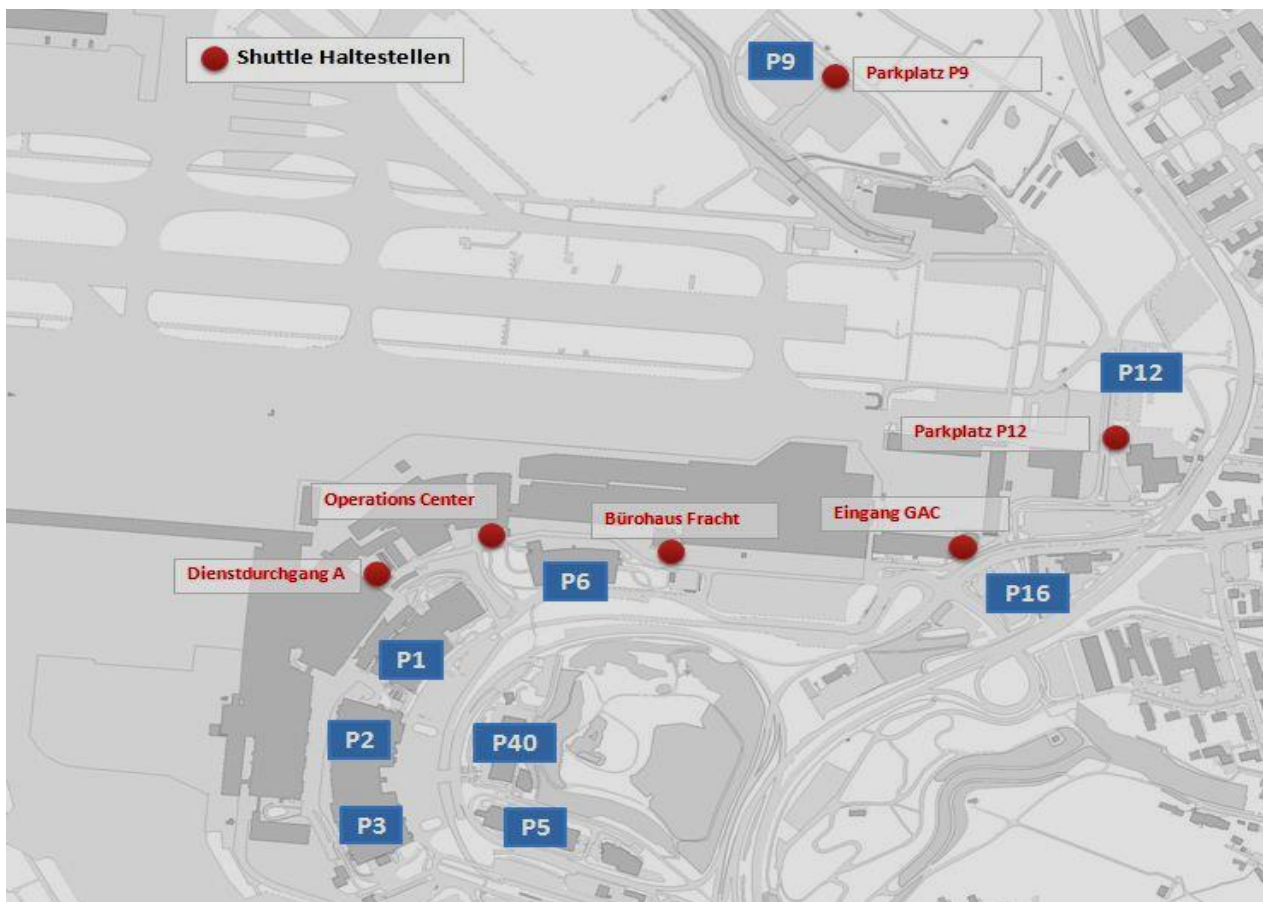 Shuttle Haltestellen
P9
Parkplatz P9
P12
Parkplatz P12
Operations Center
Bürohaus Fracht
Eingang GAC
Dienstdurchgang A
P6
P16
P1
P2
P40
P3
P5